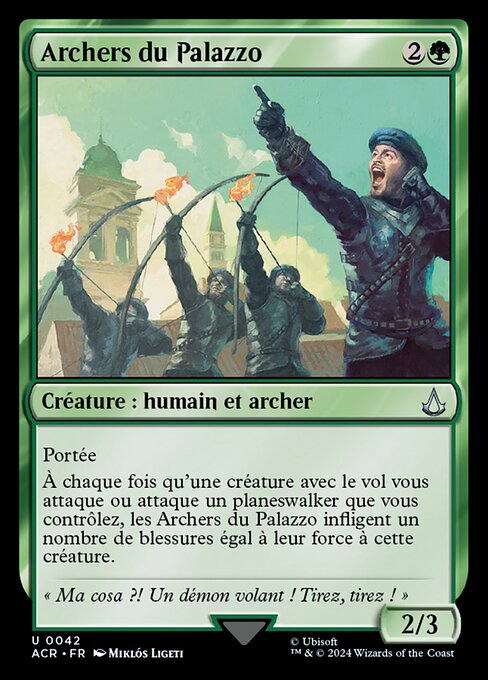 Archers du Palazzo 2
Créature : humain et archer
Portée
À chaque fois qu'une créature avec le vol vous
attaque ou attaque un planeswalker que vous
contrôlez, les Archers du Palazzo infligent un
nombre de blessures égal à leur force à cette
créature.
« Ma cosa ?! Un démon volant ! Tirez, tirez ! »
2/3
U 0042
ACR • FR Miklós Ligeti
© Ubisoft
™ & © 2024 Wizards of the Coast